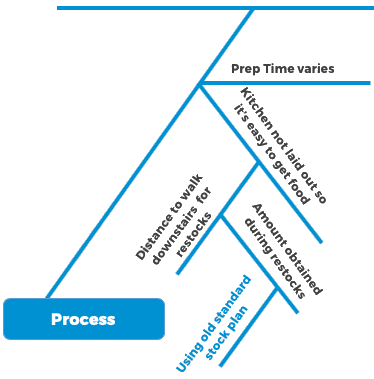 Prep Time varies
Kitchen not laid out so
it's easy to get food
Distance to walk
downstairs for
restocks
Amount obtained
during restocks
Using old standard
stock plan
Process